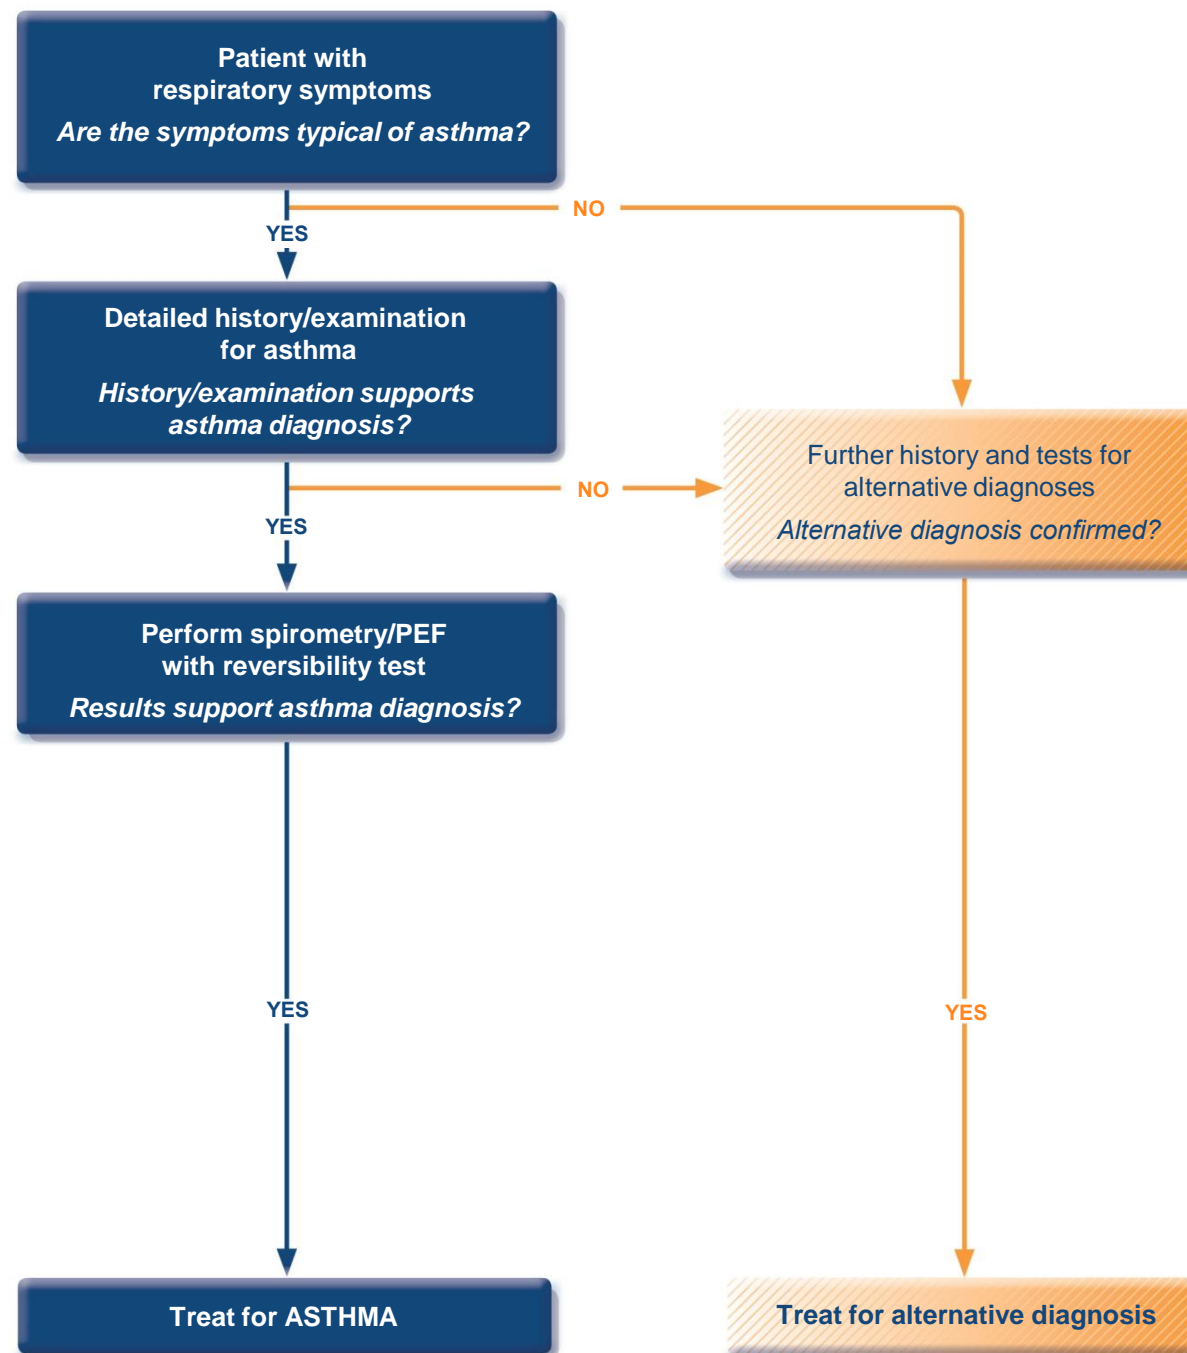 Patient with
respiratory symptoms
Are the symptoms typical of asthma?
NO
YES
Detailed history/examination
for asthma
History/examination supports
asthma diagnosis?
Further history and tests for
alternative diagnoses
Alternative diagnosis confirmed?
NO
YES
Perform spirometry/PEF
with reversibility test
Results support asthma diagnosis?
YES
YES
Treat for ASTHMA
Treat for alternative diagnosis